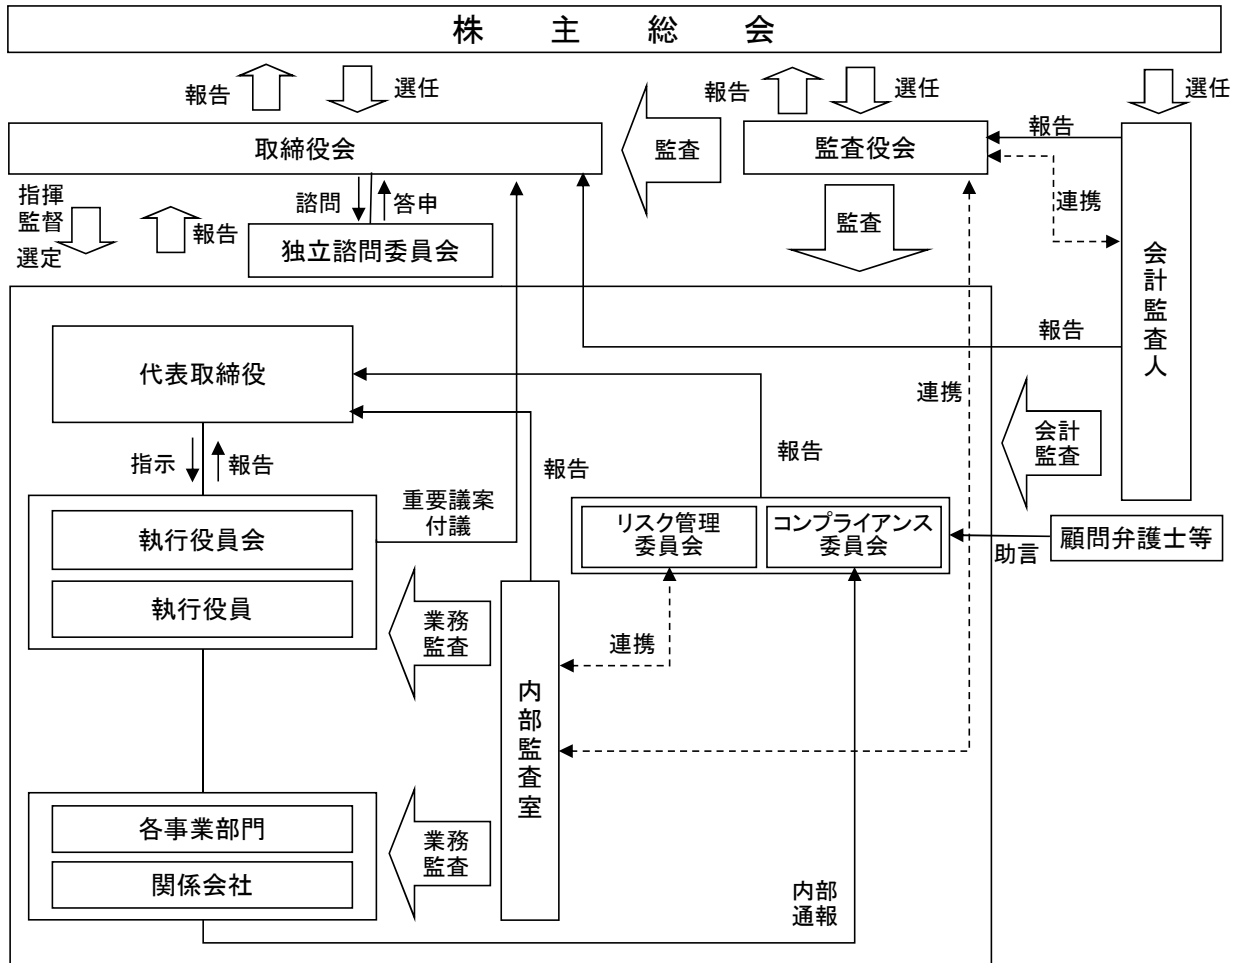 株主総会
報告
選任
報告
選任
選任
取締役会
監査
監査役会
報告
連携
会計監査人
指揮
監督
選定
報告
諮問
答申
独立諮問委員会
監査
代表取締役
報告
連携
会計
監査
指示
報告
報告
報告
重要議案
付議
執行役員会
執行役員
リスク管理
委員会
コンプライアンス
委員会
助言
顧問弁護士等
業務
監査
連携
内部監査室
各事業部門
関係会社
業務
監査
内部
通報